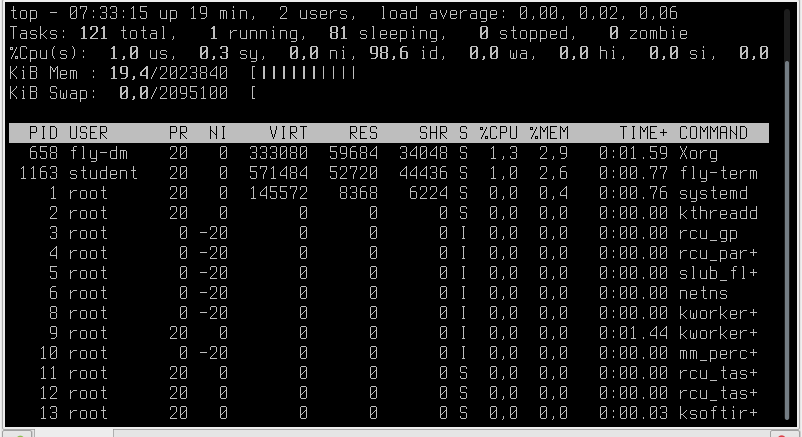 top - 07:33:15 up 19 min,  2 users,  load average: 0,00, 0,02, 0,06
Tasks: 121 total,   1 running,  81 sleeping,   0 stopped,   0 zombie
%Cpu(s):  1,0 us,  0,3 sy,  0,0 ni, 98,6 id,  0,0 wa,  0,0 hi,  0,0 si,  0,0
KiB Mem : 19,4/2023840  [||||||||||
KiB Swap:  0,0/2095100  [
PID USER PR NI VIRT RES SHR S %CPU %MEM TIME+ COMMAND
658 fly-dm 20 0 333080 59684 34048 S 1,3 2,9 0:01.59 Xorg
1163 student 20 0 571484 52720 44436 S 1,0 2,6 0:00.77 fly-term
1 root 20 0 145572 8368 6224 S 0,0 0,4 0:00.76 systemd
2 root 20 0 0 0 0 S 0,0 0,0 0:00.00 kthreadd
3 root 0 -20 0 0 0 I 0,0 0,0 0:00.00 rcu_gp
4 root 0 -20 0 0 0 I 0,0 0,0 0:00.00 rcu_par+
5 root 0 -20 0 0 0 I 0,0 0,0 0:00.00 slub_fl+
6 root 0 -20 0 0 0 I 0,0 0,0 0:00.00 netns
8 root 0 -20 0 0 0 I 0,0 0,0 0:00.00 kworker+
9 root 20 0 0 0 0 I 0,0 0,0 0:01.44 kworker+
10 root 0 -20 0 0 0 I 0,0 0,0 0:00.00 mm_perc+
11 root 20 0 0 0 0 S 0,0 0,0 0:00.00 rcu_tas+
12 root 20 0 0 0 0 S 0,0 0,0 0:00.00 rcu_tas+
13 root 20 0 0 0 0 S 0,0 0,0 0:00.03 ksoftir+